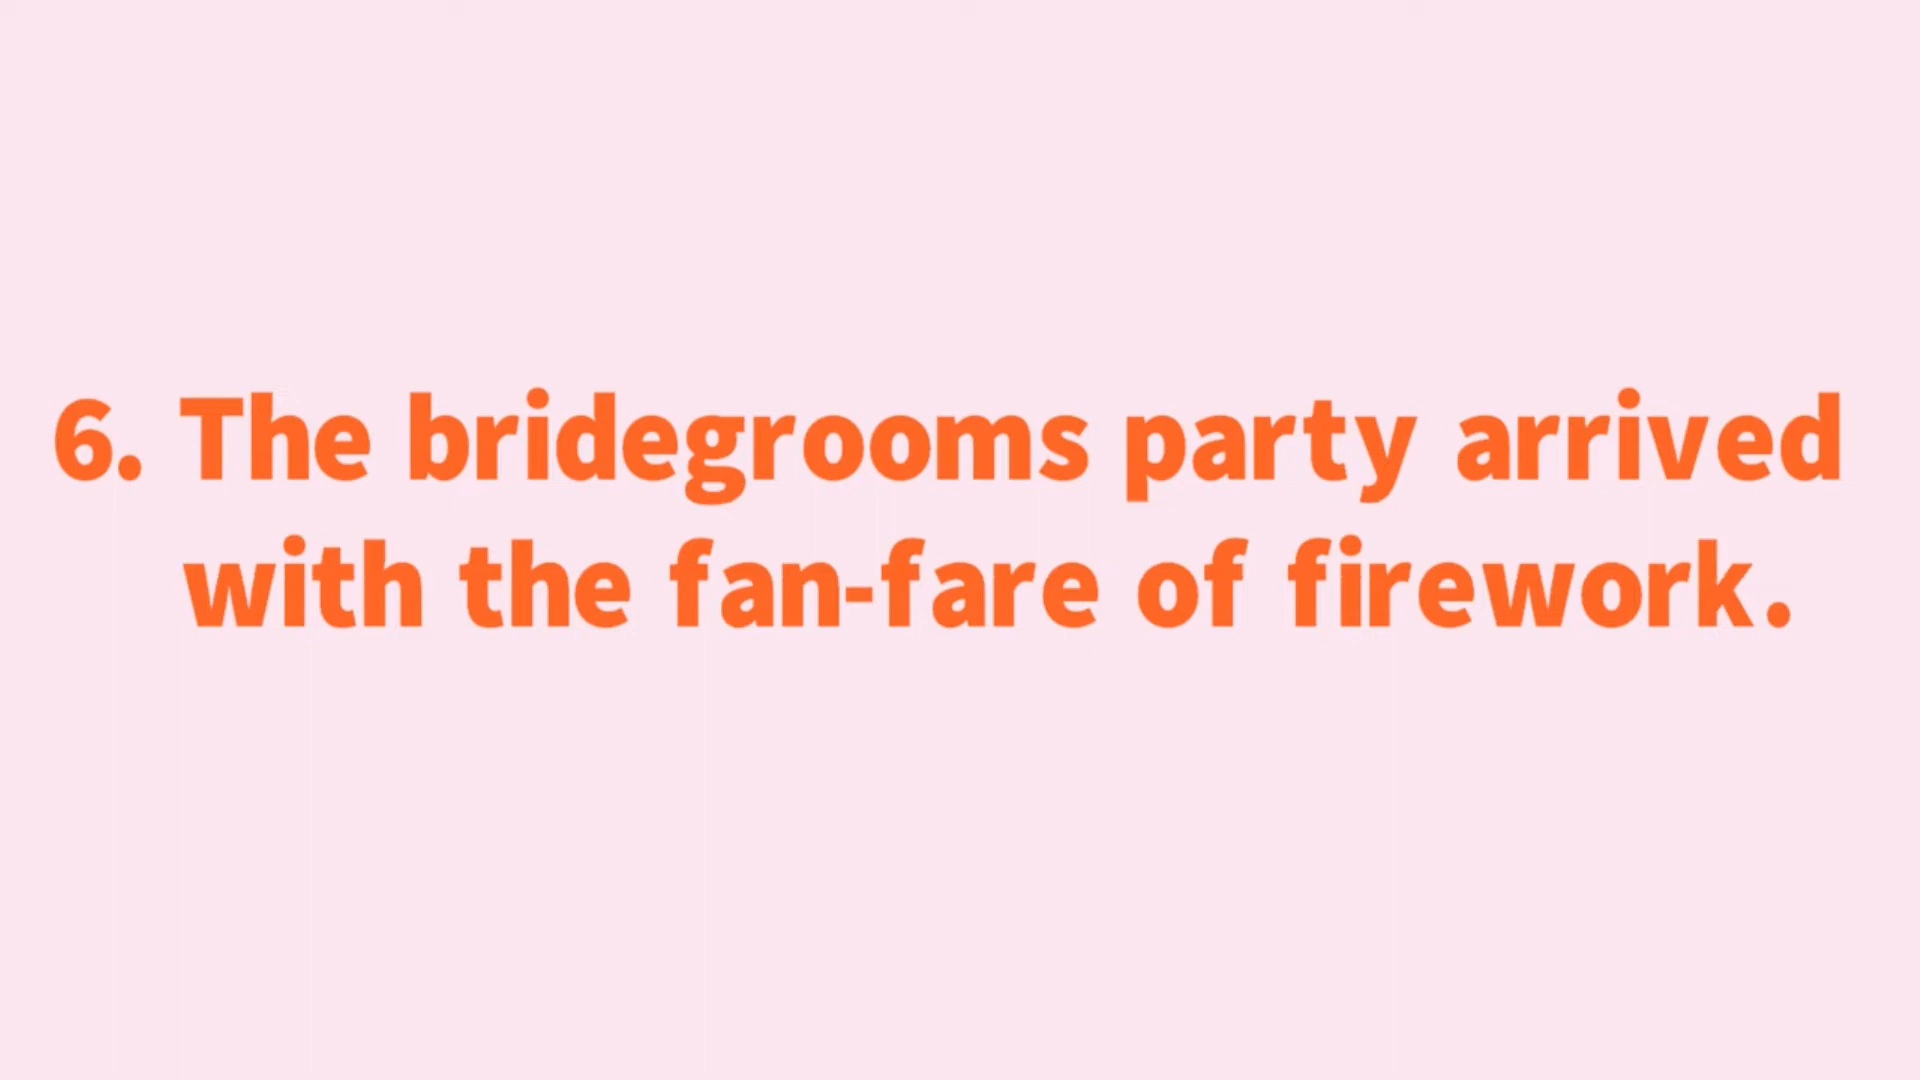 6. The bridegrooms party arrived
with the fan-fare of firework.